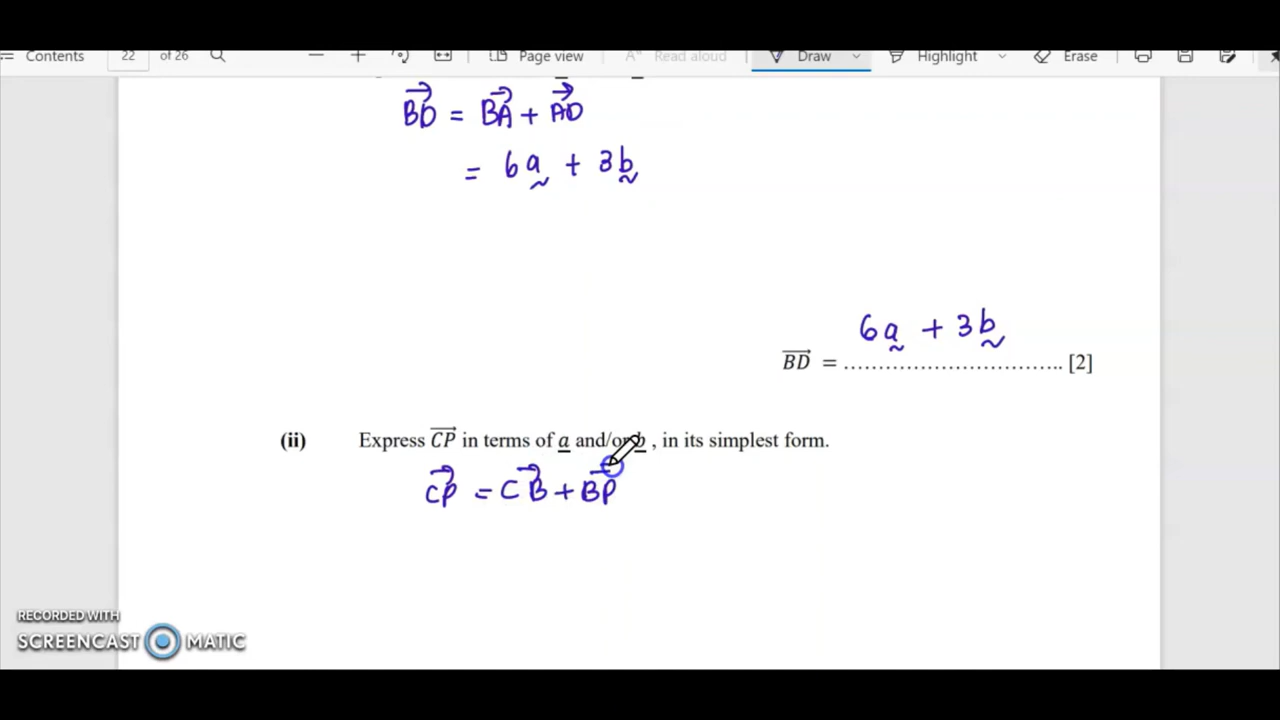 Contents 22 of 26 Page view Read aloud Draw Highlight Erase
BD = BA + AD
= 6a + 3b
6a + 3b
BD = ................................ [2]
(ii) Express CP in terms of a and/or b , in its simplest form.
CP = CB + BP
RECORDED WITH
SCREENCAST MATIC